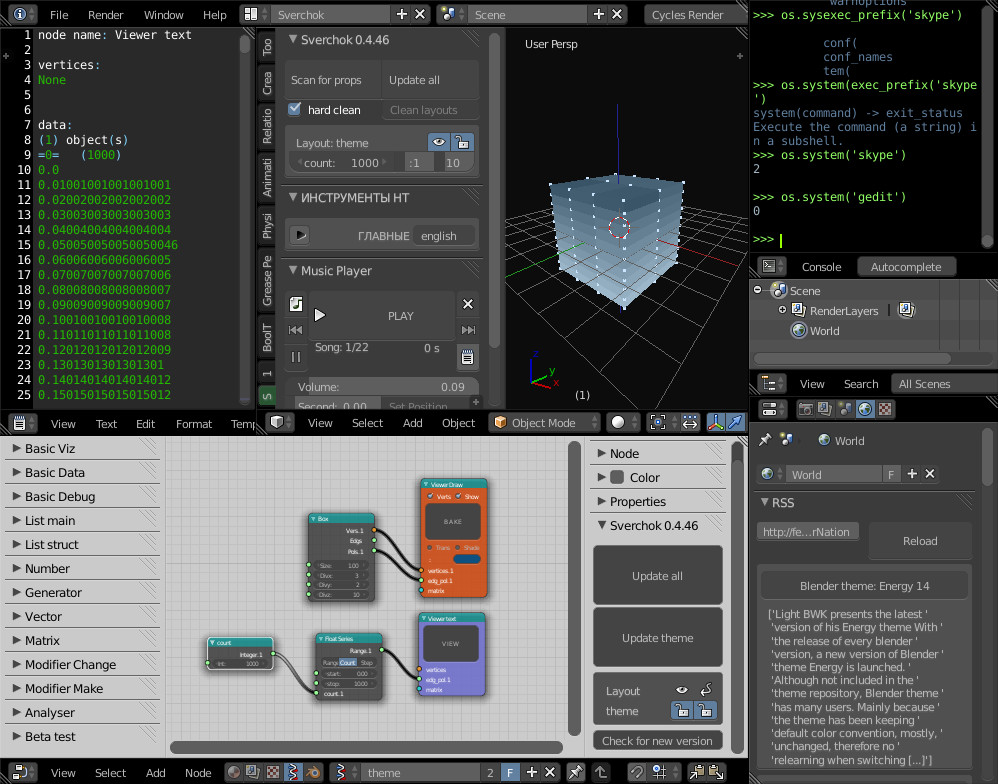 File Render Window Help Sverchok Scene Cycles Render
1 node name: Viewer text
2
3 vertices:
4 None
5
6
7 data:
8 (1) object(s)
9 =0= (1000)
10 0.0
11 0.01001001001001001
12 0.02002002002002002
13 0.03003003003003003
14 0.04004004004004004
15 0.050050050050050046
16 0.06006006006006005
17 0.07007007007007006
18 0.08008008008008007
19 0.09009009009009007
20 0.10010010010010008
21 0.11011011011011008
22 0.12012012012012009
23 0.1301301301301301
24 0.14014014014014012
25 0.15015015015015012
View Text Edit Format Temp
Too
Crea
Relatio
Animati
Physi
Grease Pe
BoolT
1
S
Sverchok 0.4.46
Scan for props Update all
hard clean Clean layouts
Layout: theme
count: 1000 :1 10
ИНСТРУМЕНТЫ НТ
ГЛАВНЫЕ english
Music Player
PLAY
Song: 1/22 0 s
Volume: 0.09
Second: 0.00 Set Position
User Persp
z
y
x
(1)
View Select Add Object Object Mode
warnoptions
>>> os.sysexec_prefix('skype')
conf(
conf_names
tem(
>>> os.system(exec_prefix('skype
')
system(command) -> exit_status
Execute the command (a string) i
n a subshell.
>>> os.system('skype')
2
>>> os.system('gedit')
0
>>>
Console Autocomplete
Scene
RenderLayers
World
View Search All Scenes
World
World F
RSS
http://fe...rNation Reload
Blender theme: Energy 14
['Light BWK presents the latest '
'version of his Energy theme With '
'the release of every blender '
'version, a new version of Blender '
'theme Energy is launched. '
'Although not included in the '
'theme repository, Blender theme '
'has many users. Mainly because '
'the theme has been keeping '
'default color convention, mostly, '
'unchanged, therefore no '
'relearning when switching [...]']
Basic Viz
Basic Data
Basic Debug
List main
List struct
Number
Generator
Vector
Matrix
Modifier Change
Modifier Make
Analyser
Beta test
Box
Vers.1
Edgs
Pols.1
Size: 1.00
Divx: 3
Divy: 2
Divz: 10
Viewer Draw
Verts Show
BAKE
Trans Shade
:
vertices.1
edg_pol.1
matrix
count
Integer.1
int: 1000
Float Series
Range.1
Rang Count Step
start: 0.00
stop: 10.00
count.1
Viewer text
VIEW
vertices
edg_pol.1
matrix
Node
Color
Properties
Sverchok 0.4.46
Update all
Update theme
Layout
theme
Check for new version
View Select Add Node theme 2 F